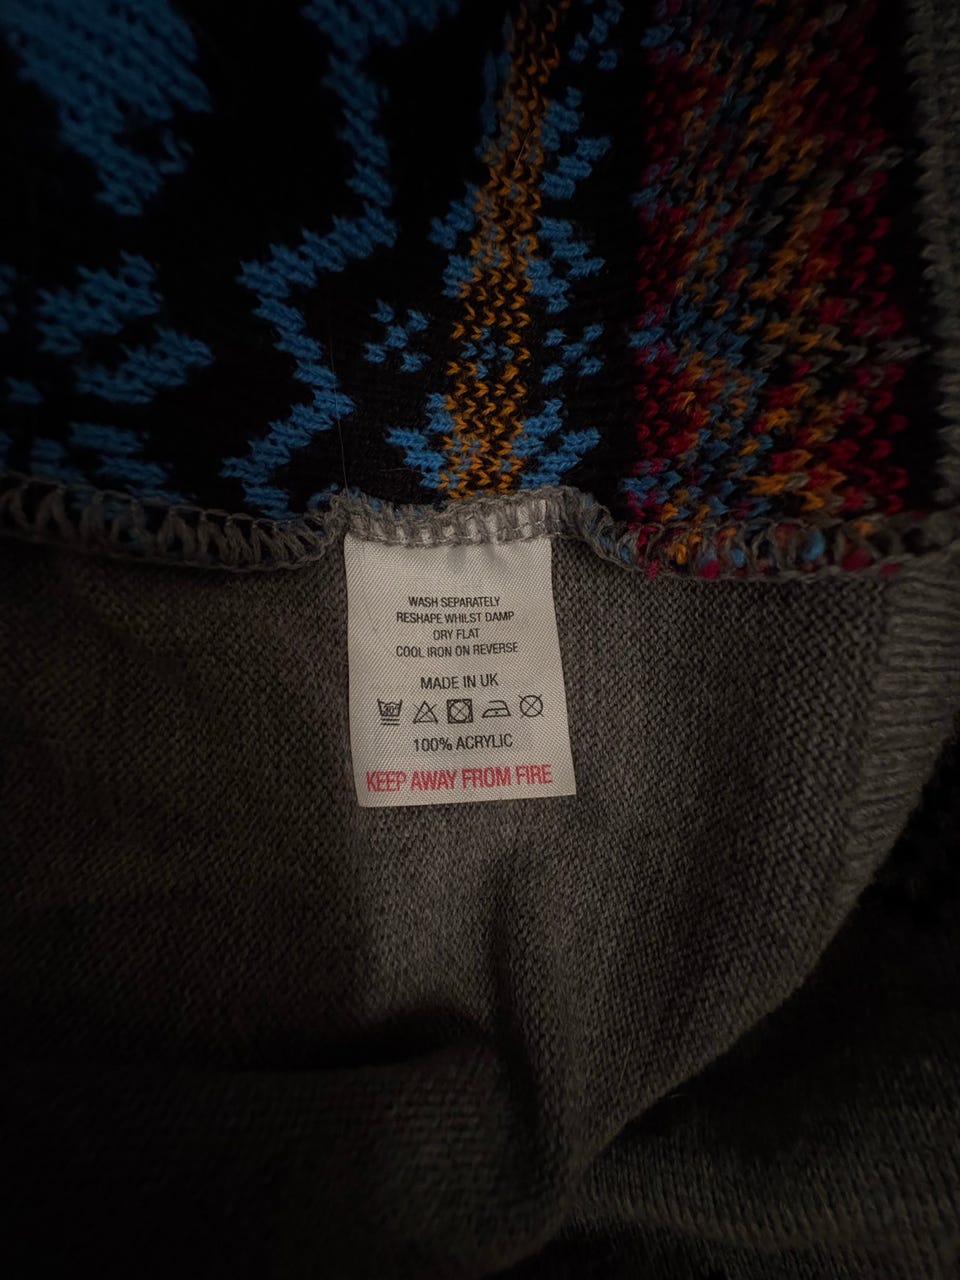 WASH SEPARATELY
RESHAPE WHILST DAMP
DRY FLAT
COOL IRON ON REVERSE
MADE IN UK
40°
100% ACRYLIC
KEEP AWAY FROM FIRE